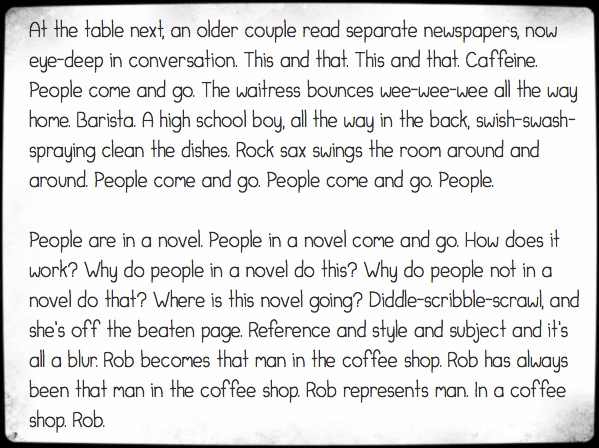 At the table next, an older couple read separate newspapers, now
eye-deep in conversation. This and that. This and that. Caffeine.
People come and go. The waitress bounces wee-wee-wee all the way
home. Barista. A high school boy, all the way in the back, swish-swash-
spraying clean the dishes. Rock sax swings the room around and
around. People come and go. People come and go. People.

People are in a novel. People in a novel come and go. How does it
work? Why do people in a novel do this? Why do people not in a
novel do that? Where is this novel going? Diddle-scribble-scrawl, and
she's off the beaten page. Reference and style and subject and it's
all a blur. Rob becomes that man in the coffee shop. Rob has always
been that man in the coffee shop. Rob represents man. In a coffee
shop. Rob.